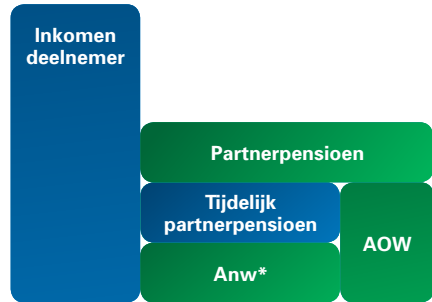 Inkomen
deelnemer
Partnerpensioen
Tijdelijk
partnerpensioen
AOW
Anw*